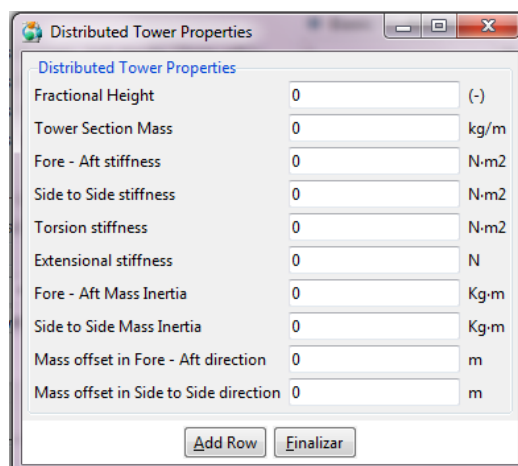 Distributed Tower Properties
Distributed Tower Properties
Fractional Height 0 (-)
Tower Section Mass 0 kg/m
Fore - Aft stiffness 0 N·m2
Side to Side stiffness 0 N·m2
Torsion stiffness 0 N·m2
Extensional stiffness 0 N
Fore - Aft Mass Inertia 0 Kg·m
Side to Side Mass Inertia 0 Kg·m
Mass offset in Fore - Aft direction 0 m
Mass offset in Side to Side direction 0 m
Add Row Finalizar